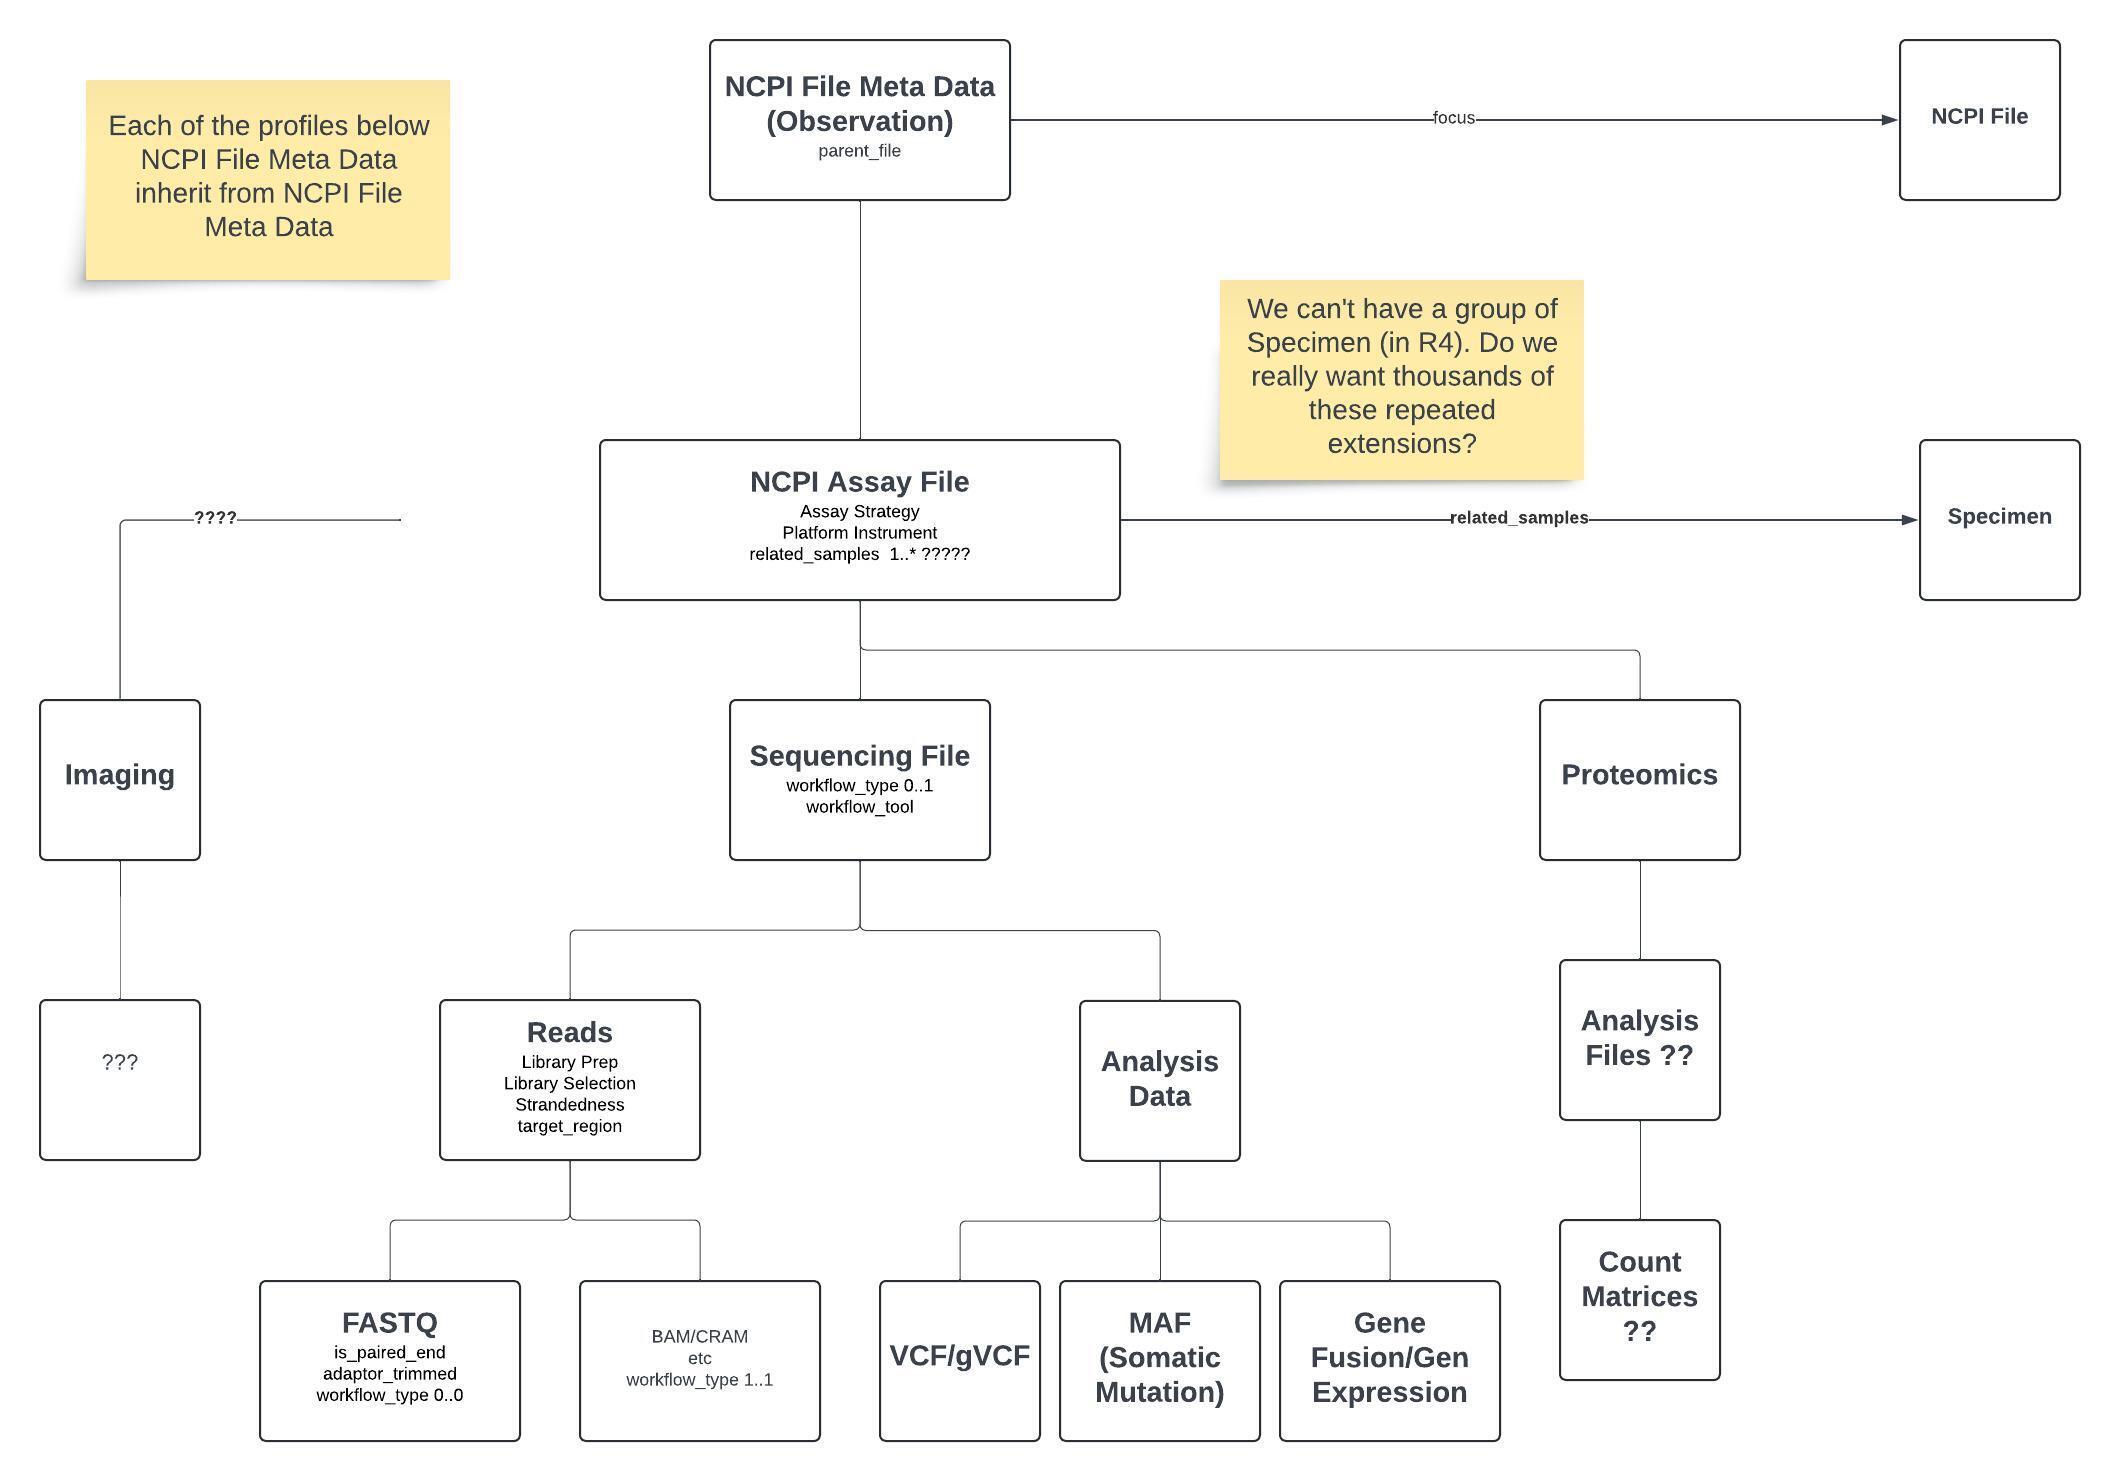 NCPI File Meta Data
(Observation)
parent_file
focus
NCPI File
Each of the profiles below
NCPI File Meta Data
inherit from NCPI File
Meta Data
We can't have a group of
Specimen (in R4). Do we
really want thousands of
these repeated
extensions?
NCPI Assay File
Assay Strategy
Platform Instrument
related_samples 1..* ?????
????
related_samples
Specimen
Imaging
Sequencing File
workflow_type 0..1
workflow_tool
Proteomics
???
Reads
Library Prep
Library Selection
Strandedness
target_region
Analysis
Data
Analysis
Files ??
FASTQ
is_paired_end
adaptor_trimmed
workflow_type 0..0
BAM/CRAM
etc
workflow_type 1..1
VCF/gVCF
MAF
(Somatic
Mutation)
Gene
Fusion/Gen
Expression
Count
Matrices
??